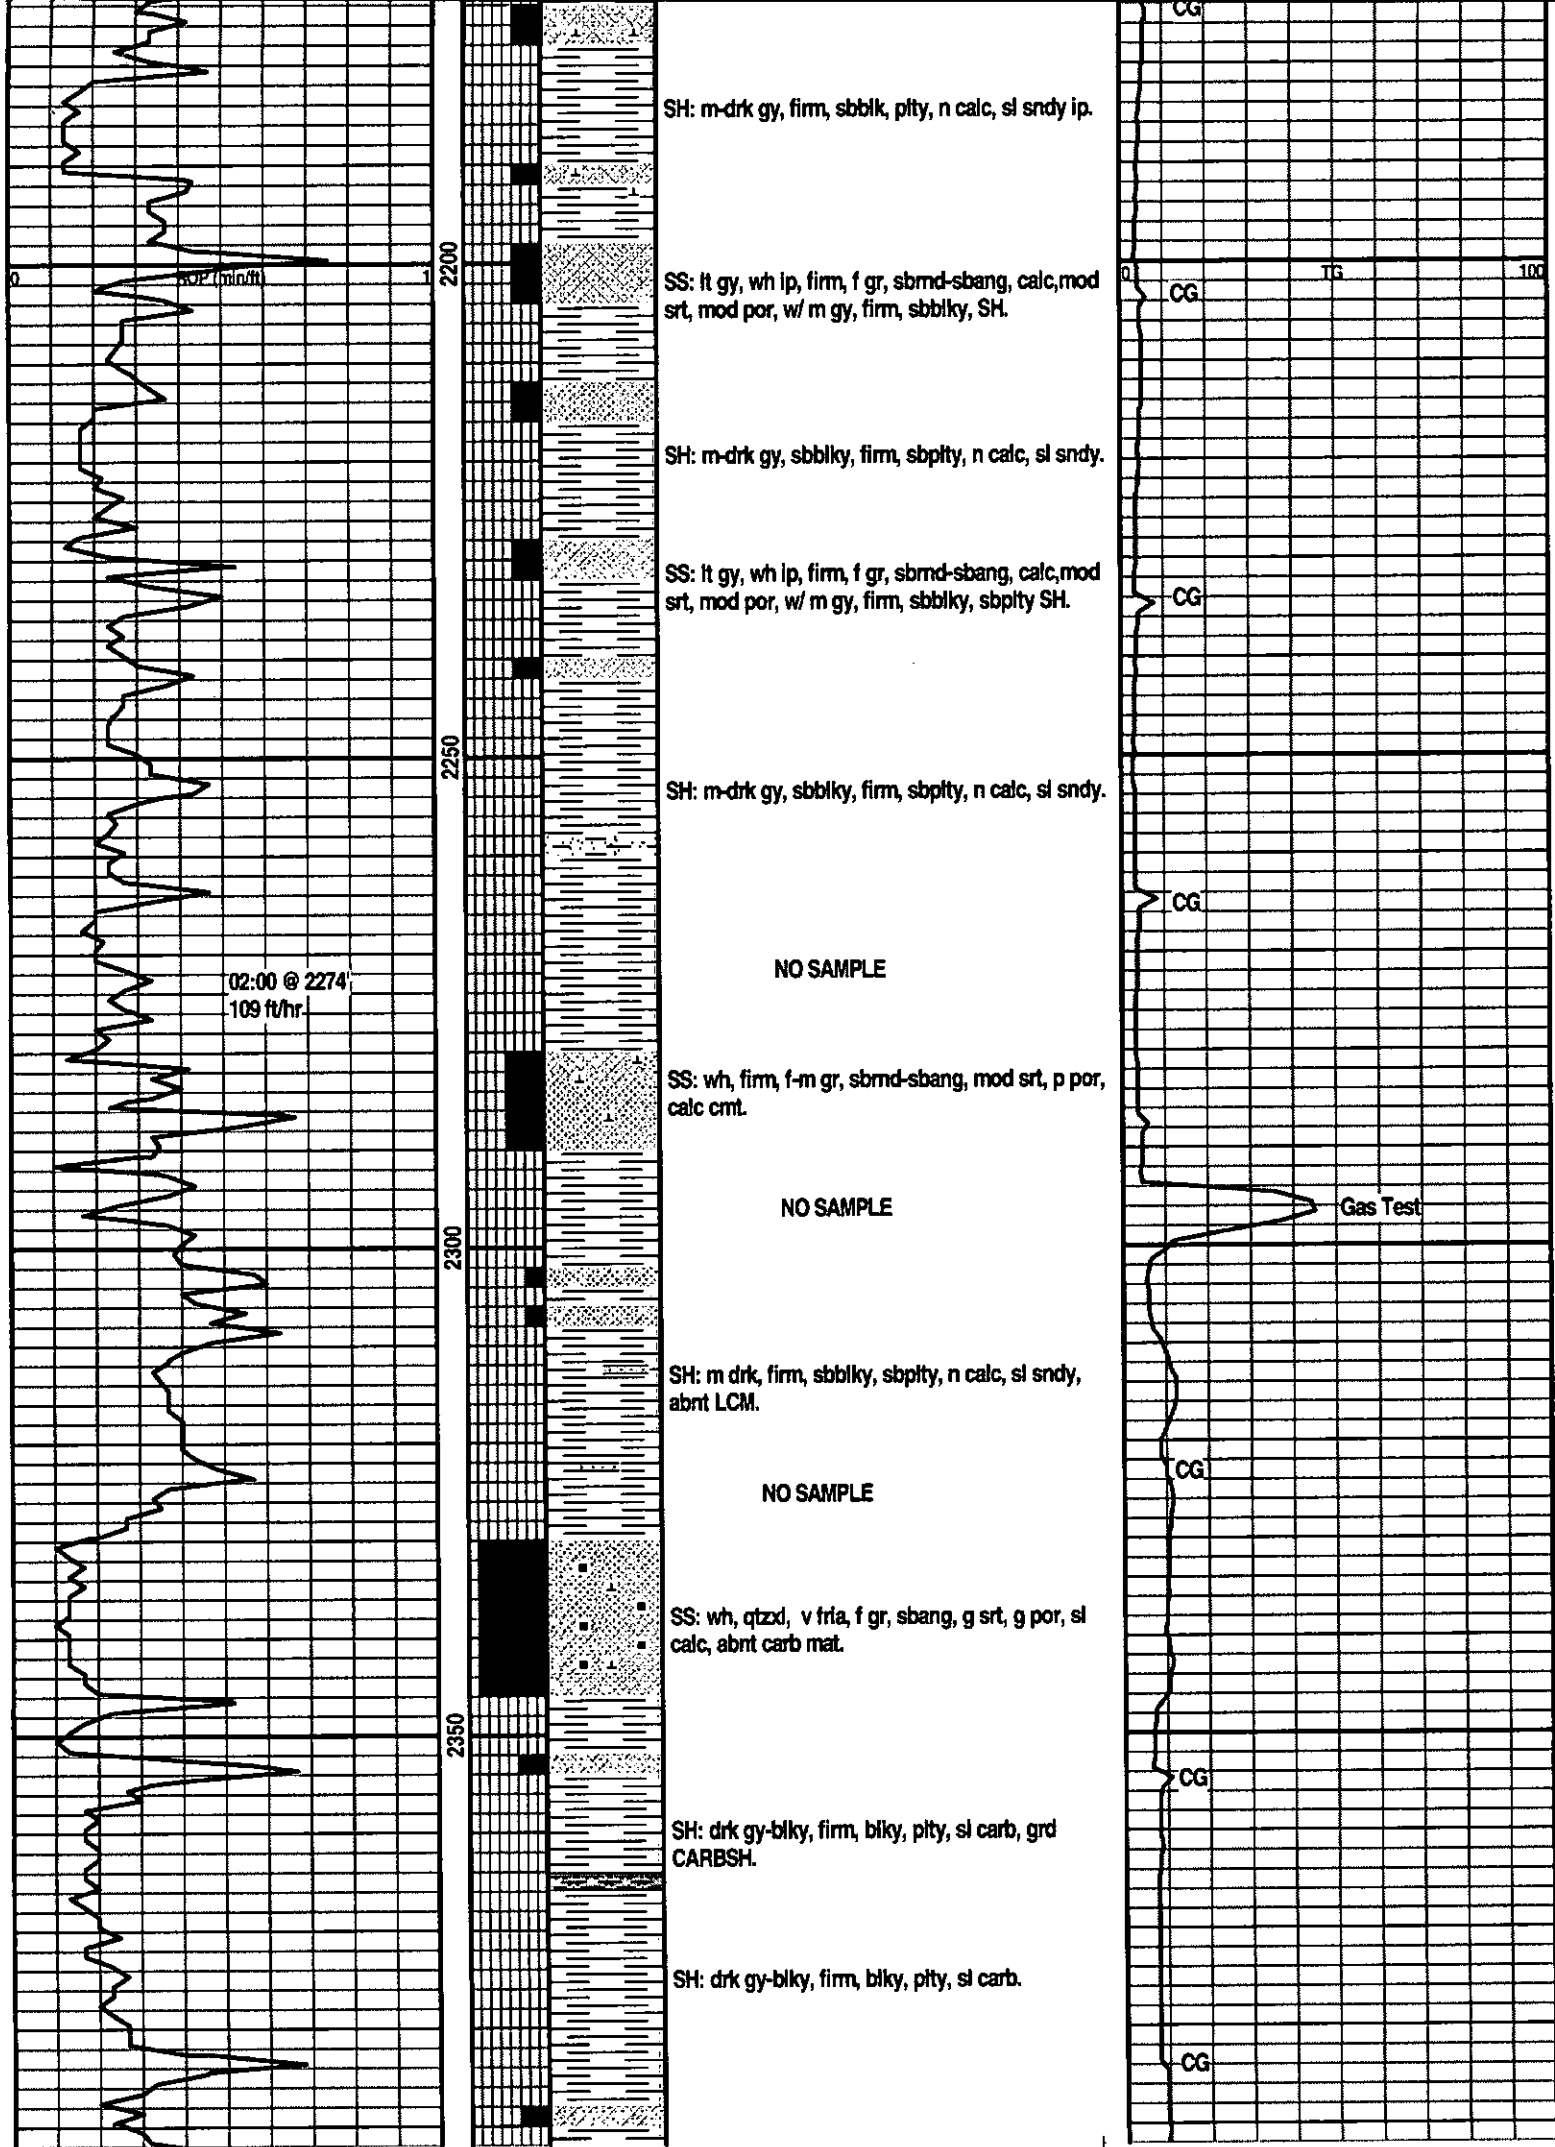 CG
SH: m-drk gy, firm, sbblk, plty, n calc, sl sndy ip.
0 ROP (min/ft) 1
2200
0 TG 100
SS: lt gy, wh ip, firm, f gr, sbrnd-sbang, calc,mod
srt, mod por, w/ m gy, firm, sbblky, SH.
CG
SH: m-drk gy, sbblky, firm, sbplty, n calc, sl sndy.
SS: lt gy, wh ip, firm, f gr, sbrnd-sbang, calc,mod
srt, mod por, w/ m gy, firm, sbblky, sbplty SH.
CG
2250
SH: m-drk gy, sbblky, firm, sbplty, n calc, sl sndy.
CG
NO SAMPLE
02:00 @ 2274'
109 ft/hr
SS: wh, firm, f-m gr, sbrnd-sbang, mod srt, p por,
calc cmt.
NO SAMPLE
Gas Test
2300
SH: m drk, firm, sbblky, sbplty, n calc, sl sndy,
abnt LCM.
CG
NO SAMPLE
SS: wh, qtzxl, v fria, f gr, sbang, g srt, g por, sl
calc, abnt carb mat.
2350
CG
SH: drk gy-blky, firm, blky, plty, sl carb, grd
CARBSH.
SH: drk gy-blky, firm, blky, plty, sl carb.
CG